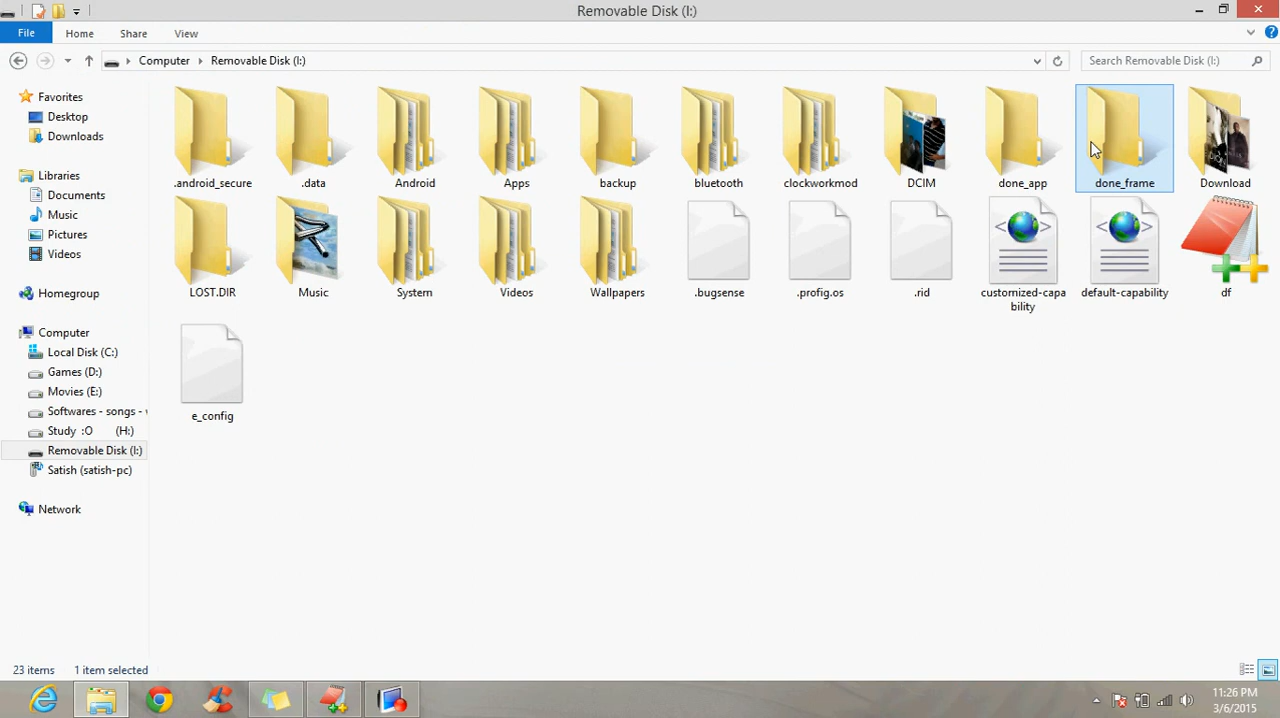 Removable Disk (I:)
File Home Share View
Computer Removable Disk (I:) Search Removable Disk (I:)
Favorites
Desktop
Downloads
Libraries
Documents
Music
Pictures
Videos
Homegroup
Computer
Local Disk (C:)
Games (D:)
Movies (E:)
Softwares - songs -
Study :O (H:)
Removable Disk (I:)
Satish (satish-pc)
Network
.android_secure .data Android Apps backup bluetooth clockworkmod DCIM done_app done_frame Download
LOST.DIR Music System Videos Wallpapers .bugsense .profig.os .rid customized-capa default-capability df
bility
e_config
23 items 1 item selected
11:26 PM
3/6/2015